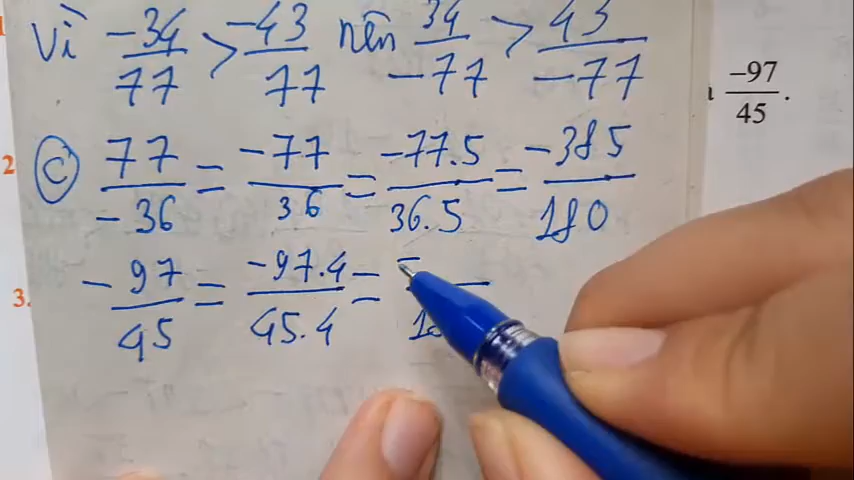 Vì -34/77 > -43/77 nên 34/-77 > 43/-77
-97/45.
2 c 77/-36 = -77/36 = -77.5/36.5 = -385/180
3. -97/45 = -97.4/45.4 = -